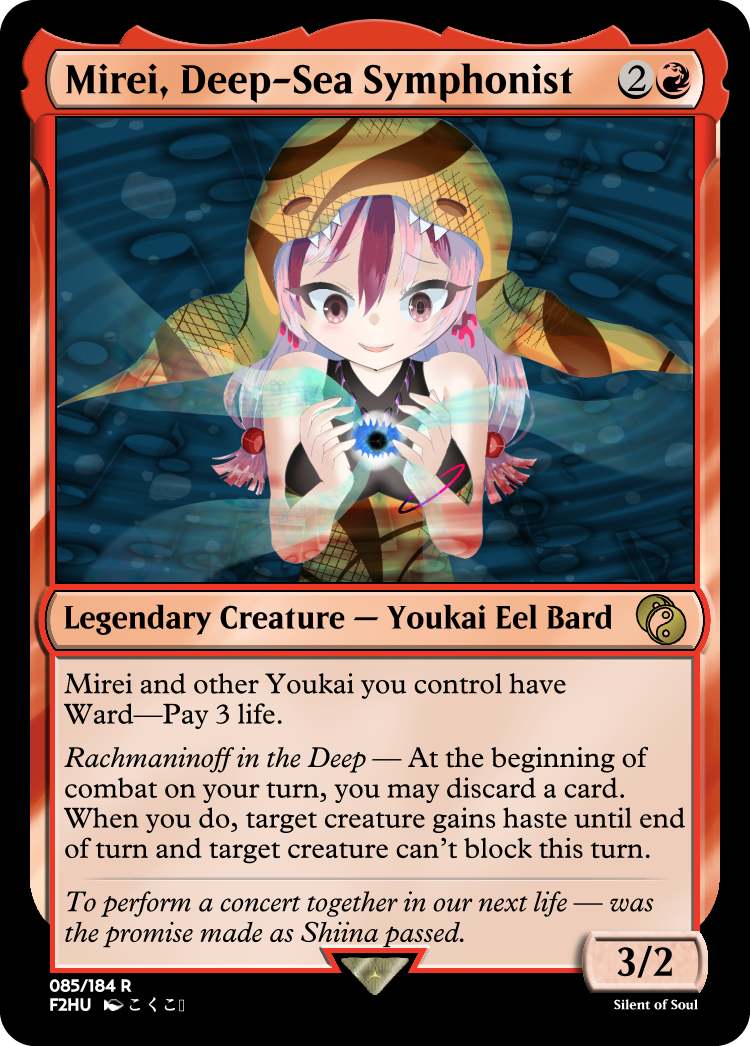 Mirei, Deep-Sea Symphonist 2
Legendary Creature — Youkai Eel Bard
Mirei and other Youkai you control have
Ward—Pay 3 life.
Rachmaninoff in the Deep — At the beginning of
combat on your turn, you may discard a card.
When you do, target creature gains haste until end
of turn and target creature can't block this turn.
To perform a concert together in our next life — was
the promise made as Shiina passed.
3/2
085/184 R
F2HU こくこ
Silent of Soul